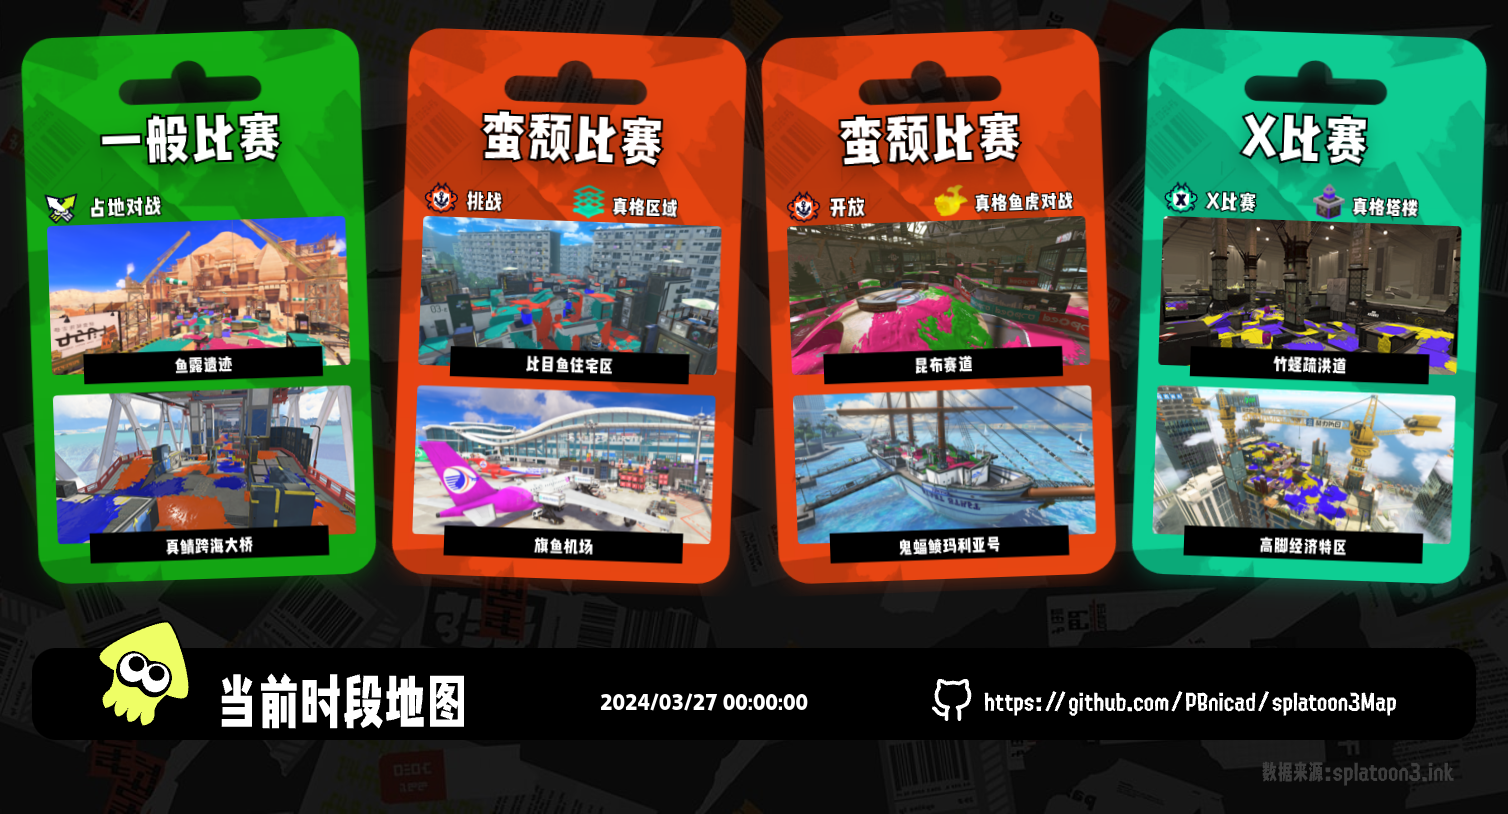 一般比赛
占地对战
鱼露遗迹
真鲭跨海大桥
蛮颓比赛
挑战
真格区域
比目鱼住宅区
旗鱼机场
蛮颓比赛
开放
真格鱼虎对战
昆布赛道
鬼蝠鲼玛利亚号
X比赛
X比赛
真格塔楼
竹蛏疏洪道
高脚经济特区
当前时段地图
2024/03/27 00:00:00
https://github.com/PBnicad/splatoon3Map
数据来源:splatoon3.ink